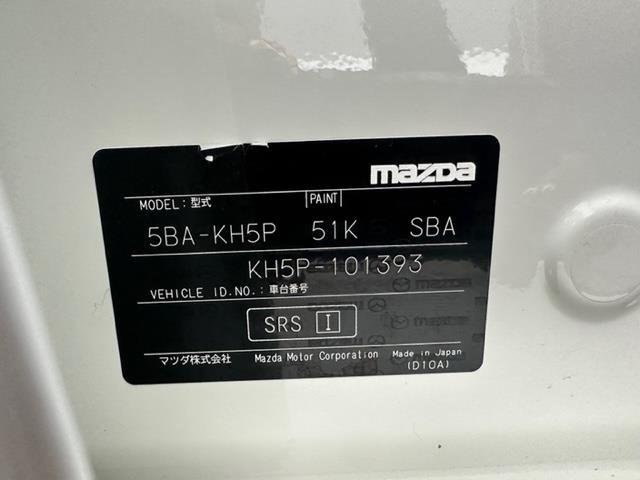 mazda
MODEL:型式 PAINT
5BA-KH5P 51K SBA
KH5P-101393
VEHICLE ID.NO.:車台番号
SRS I
マツダ株式会社 Mazda Motor Corporation Made in Japan
(D10A)